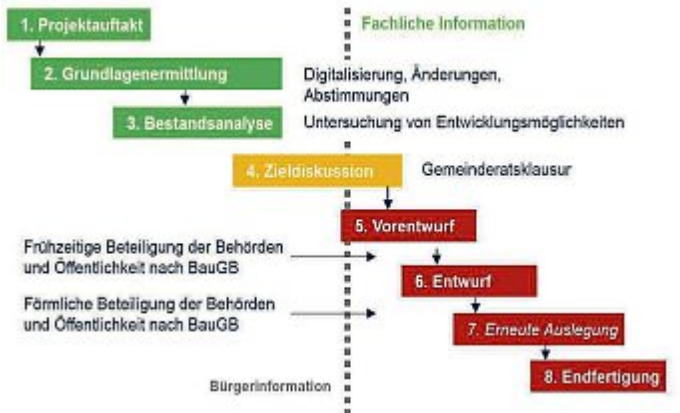 1. Projektauftakt
Fachliche Information
2. Grundlagenermittlung
Digitalisierung, Änderungen,
Abstimmungen
3. Bestandsanalyse
Untersuchung von Entwicklungsmöglichkeiten
4. Zieldiskussion
Gemeinderatsklausur
5. Vorentwurf
Frühzeitige Beteiligung der Behörden
und Öffentlichkeit nach BauGB
6. Entwurf
Förmliche Beteiligung der Behörden
und Öffentlichkeit nach BauGB
7. Erneute Auslegung
8. Endfertigung
Bürgerinformation